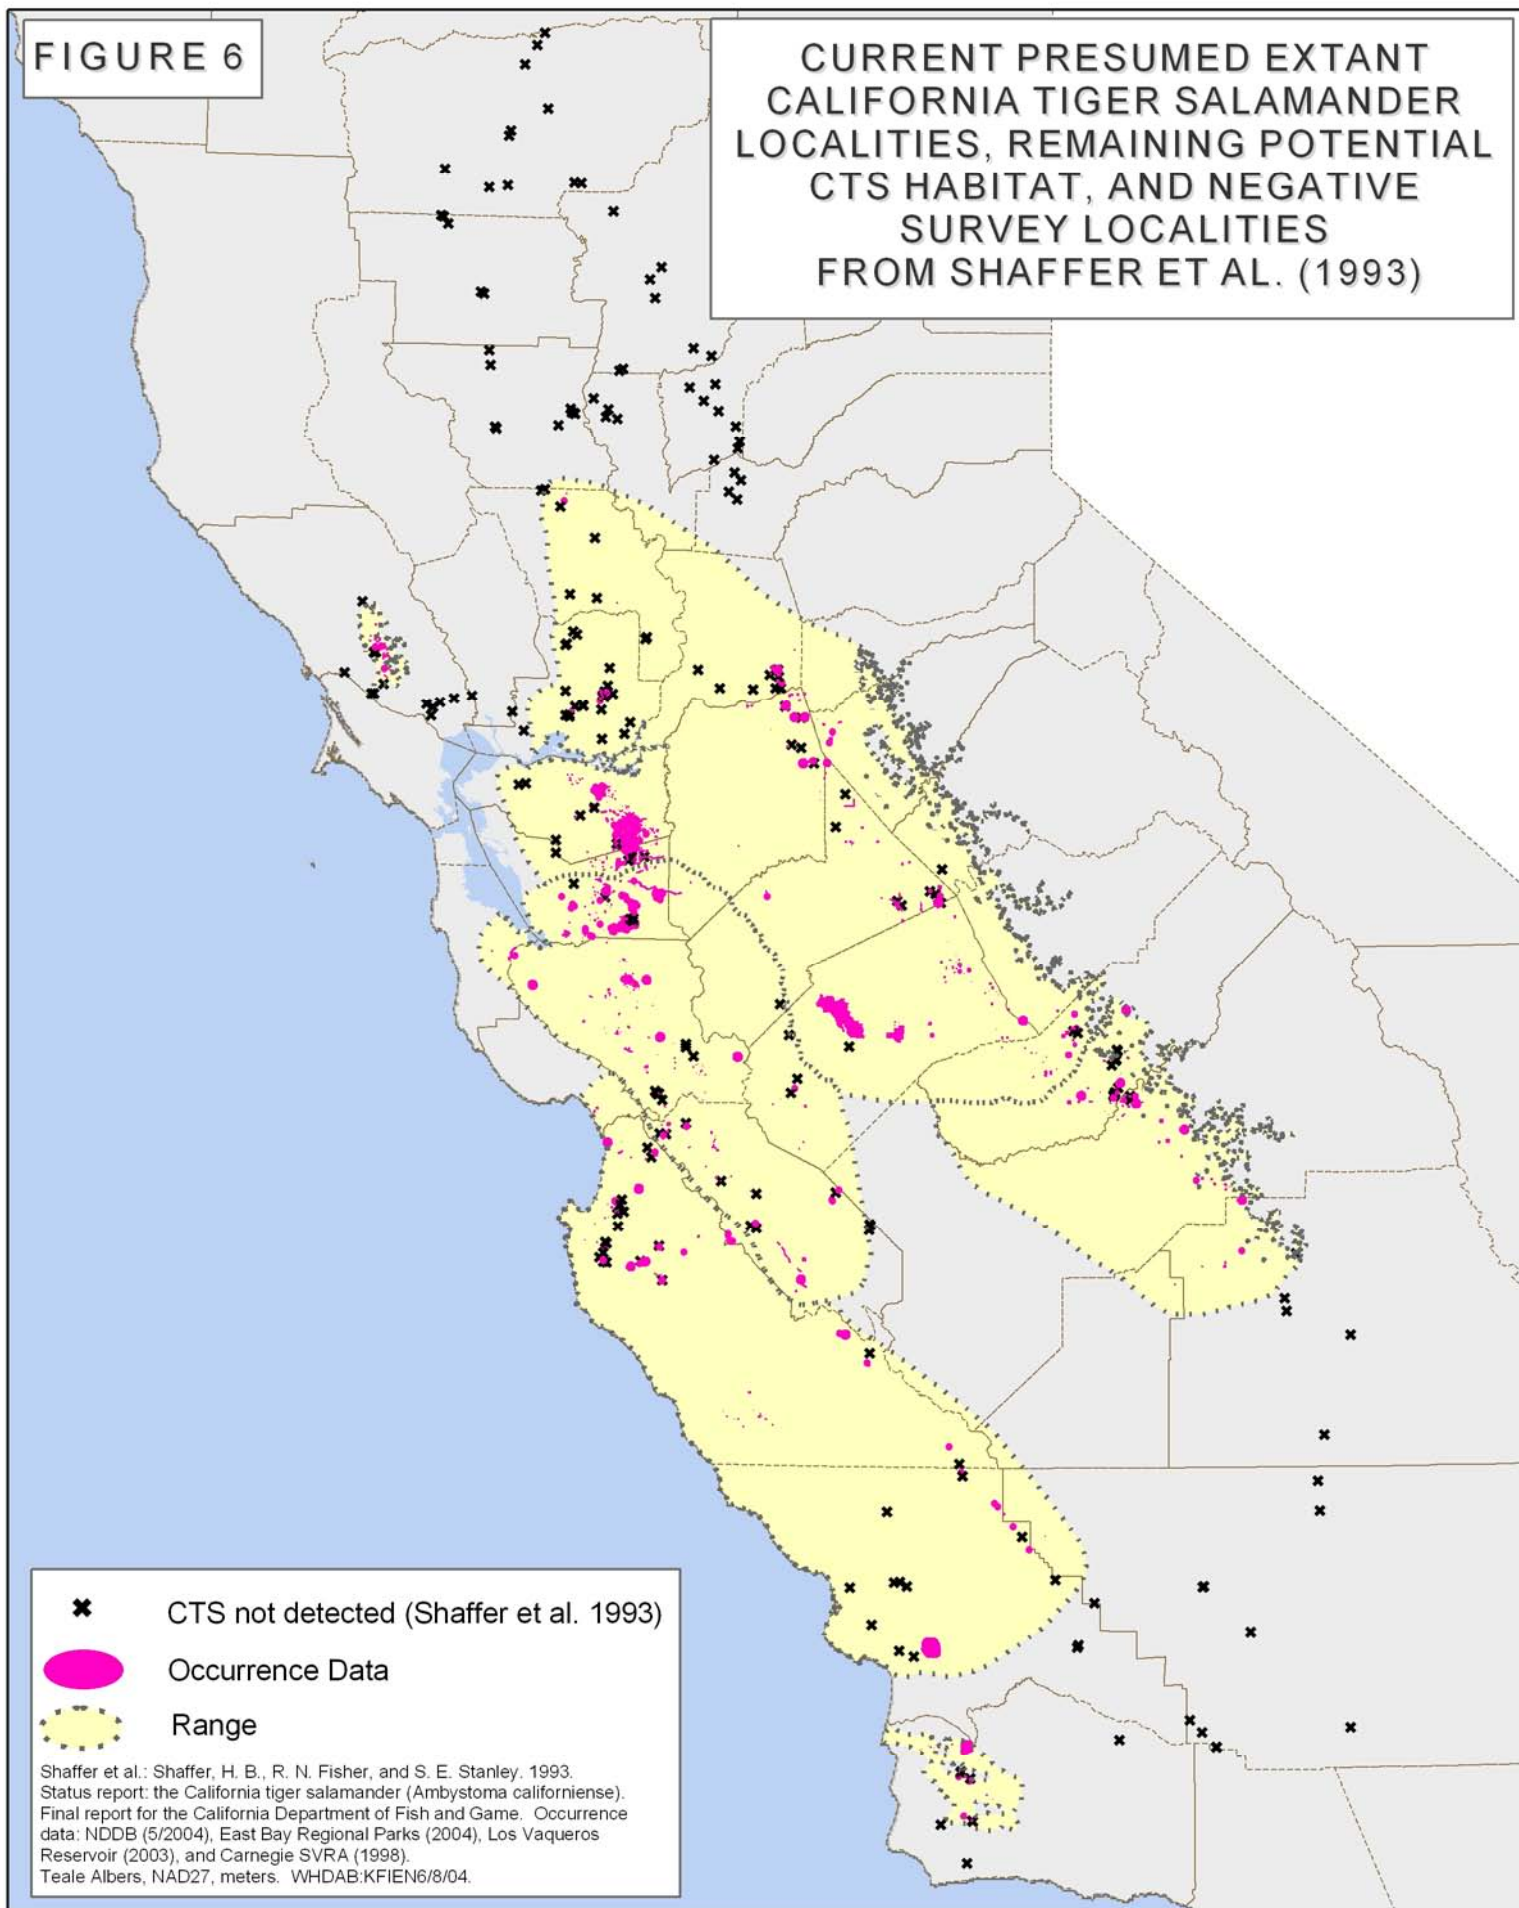 FIGURE 6
CURRENT PRESUMED EXTANT
CALIFORNIA TIGER SALAMANDER
LOCALITIES, REMAINING POTENTIAL
CTS HABITAT, AND NEGATIVE
SURVEY LOCALITIES
FROM SHAFFER ET AL. (1993)
CTS not detected (Shaffer et al. 1993)
Occurrence Data
Range
Shaffer et al.: Shaffer, H. B., R. N. Fisher, and S. E. Stanley. 1993.
Status report: the California tiger salamander (Ambystoma californiense).
Final report for the California Department of Fish and Game. Occurrence
data: NDDB (5/2004), East Bay Regional Parks (2004), Los Vaqueros
Reservoir (2003), and Carnegie SVRA (1998).
Teale Albers, NAD27, meters. WHDAB:KFIEN6/8/04.